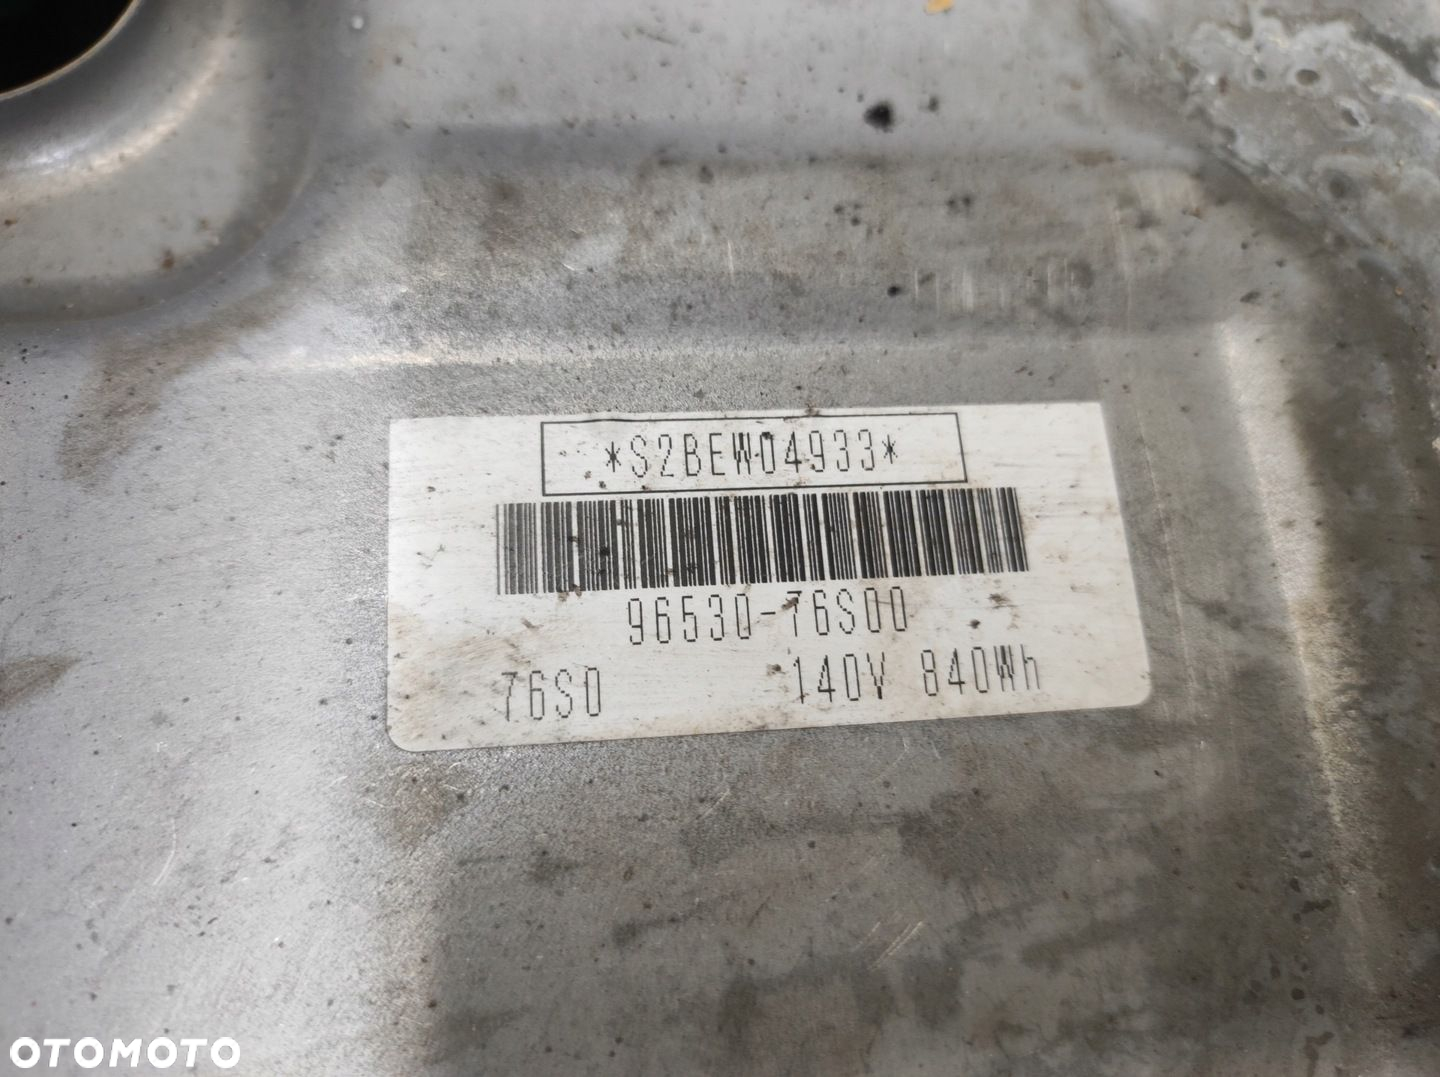 *S2BEW04933*
96530-76S00
76S0 140V 840Wh
OTOMOTO